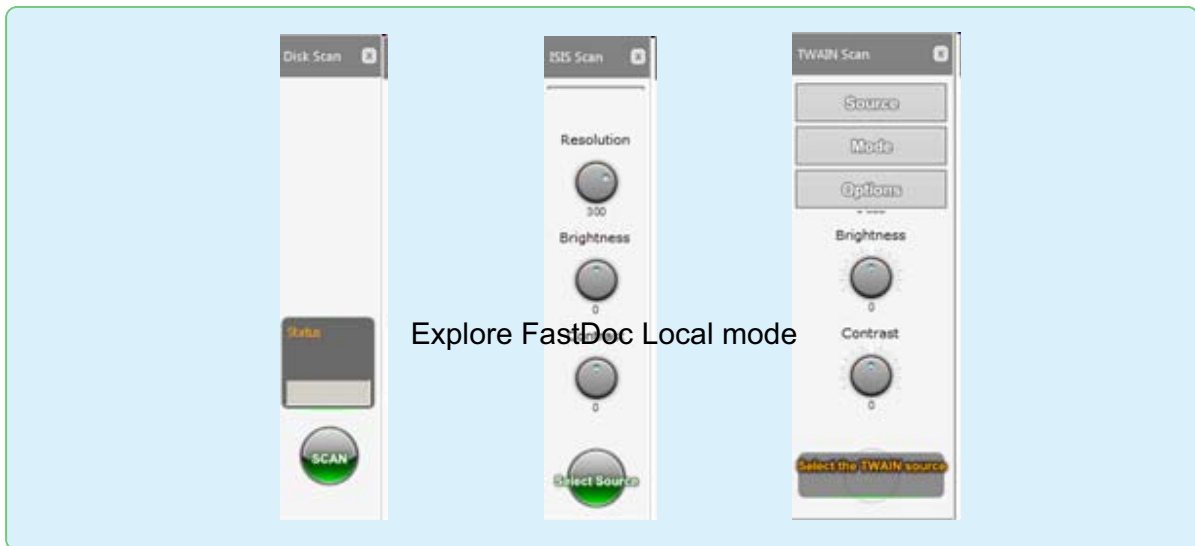 Disk Scan
Status
SCAN
ISIS Scan
Resolution
300
Brightness
0
Contrast
0
Select Source
TWAIN Scan
Source
Mode
Options
Brightness
0
Contrast
0
Select the TWAIN source
Explore FastDoc Local mode